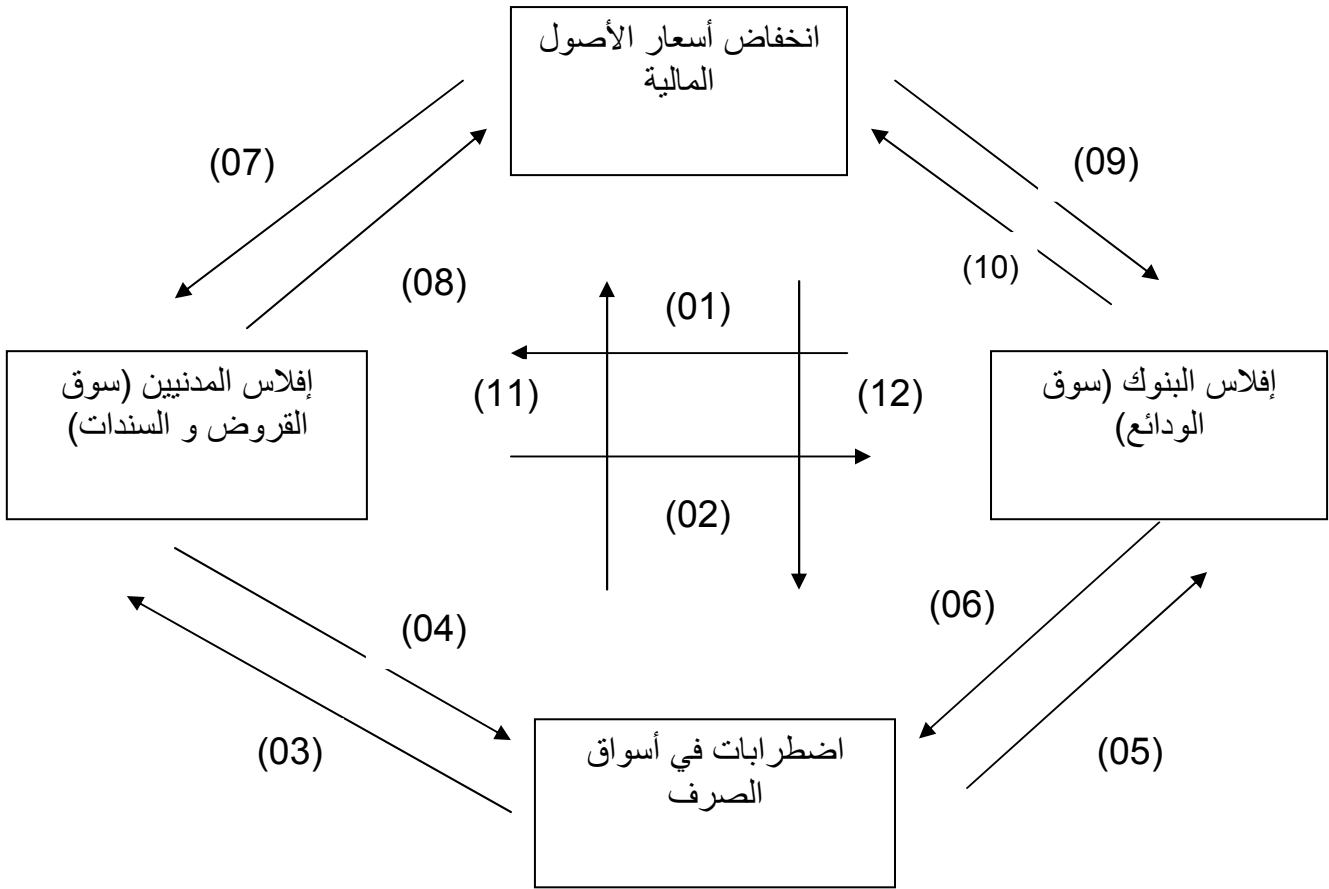 انخفاض أسعار الأصول
المالية
(07)
(09)
(08)
(10)
(01)
إفلاس المدنيين (سوق
القروض و السندات)
(11)
(12)
إفلاس البنوك (سوق
الودائع)
(02)
(04)
(06)
(03)
(05)
اضطرابات في أسواق
الصرف